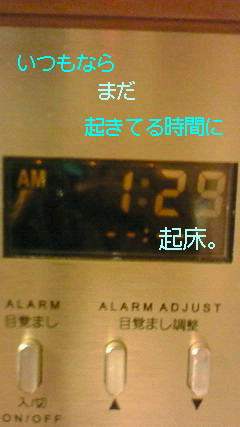 いつもなら
まだ
起きてる時間に
AM 1:29
--:
起床。
ALARM
目覚まし
ALARM ADJUST
目覚まし調整
入/切
ON/OFF
▲
▼